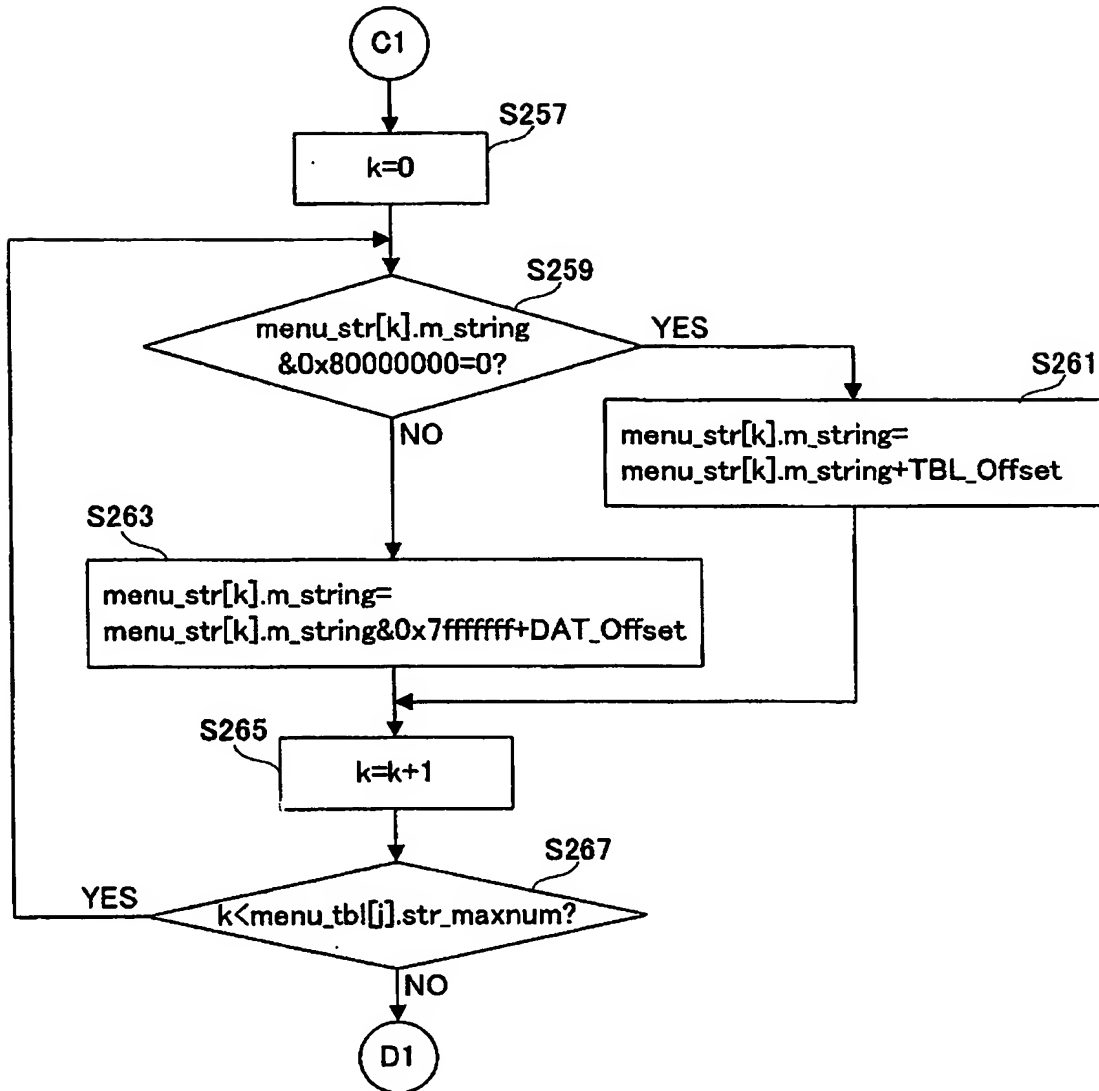 C1
S257
k=0
S259
menu_str[k].m_string
&0x80000000=0?
YES
S261
menu_str[k].m_string=
menu_str[k].m_string+TBL_Offset
NO
S263
menu_str[k].m_string=
menu_str[k].m_string&0x7fffffff+DAT_Offset
S265
k=k+1
S267
YES
k<menu_tbl[j].str_maxnum?
NO
D1